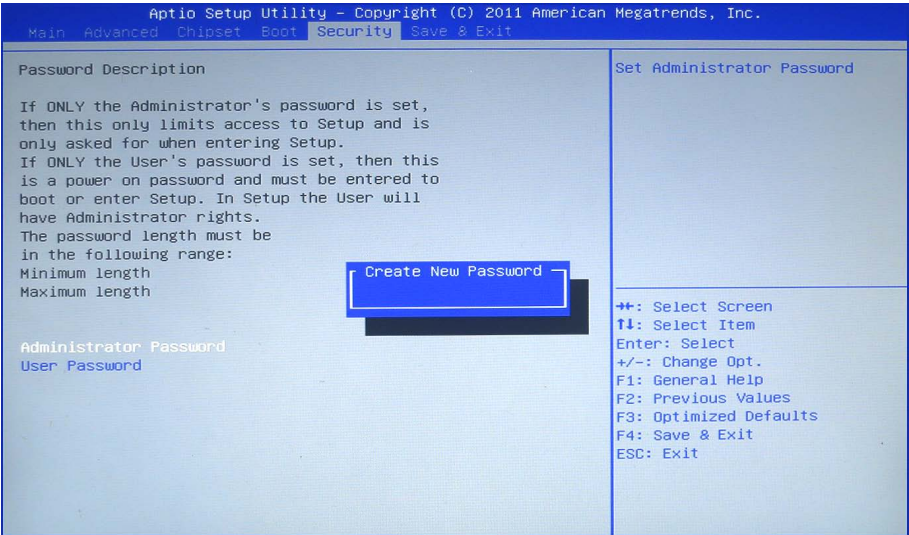 Aptio Setup Utility - Copyright (C) 2011 American Megatrends, Inc.
Main Advanced Chipset Boot Security Save & Exit
Password Description
If ONLY the Administrator's password is set,
then this only limits access to Setup and is
only asked for when entering Setup.
If ONLY the User's password is set, then this
is a power on password and must be entered to
boot or enter Setup. In Setup the User will
have Administrator rights.
The password length must be
in the following range:
Minimum length
Maximum length
Create New Password
Administrator Password
User Password
Set Administrator Password
→←: Select Screen
↑↓: Select Item
Enter: Select
+/-: Change Opt.
F1: General Help
F2: Previous Values
F3: Optimized Defaults
F4: Save & Exit
ESC: Exit